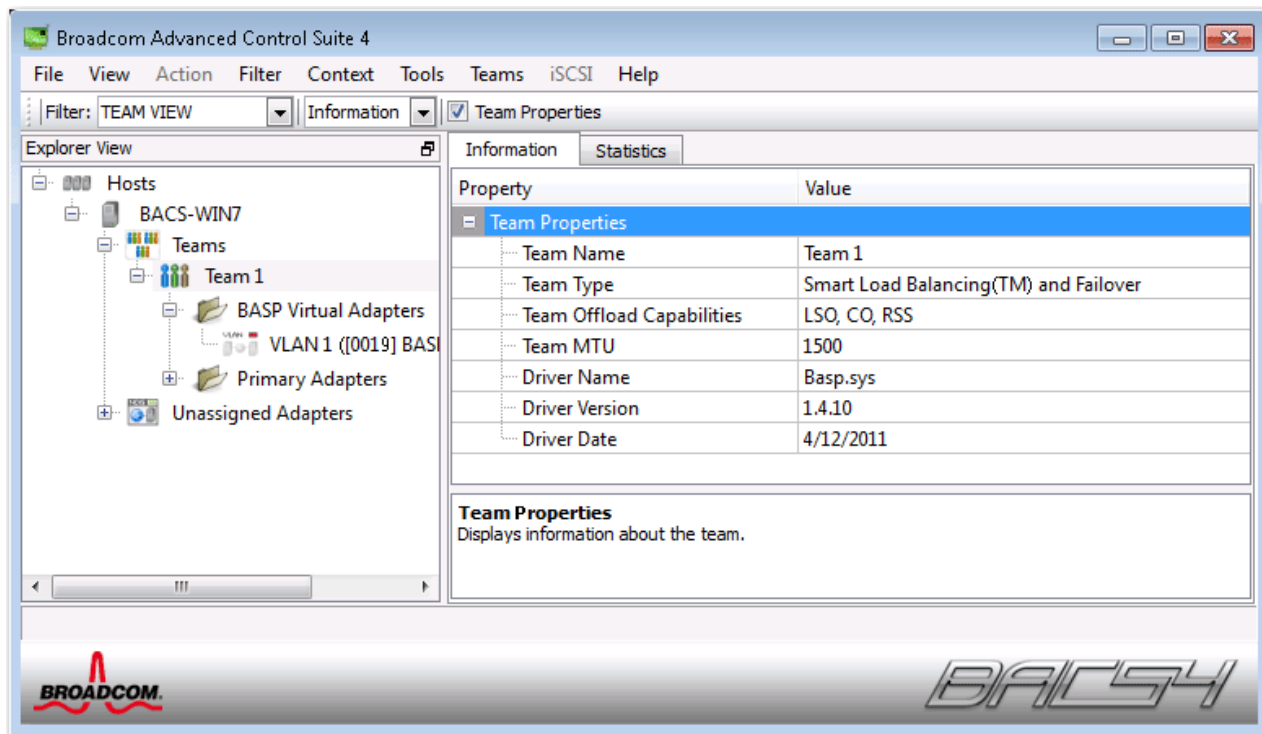 Broadcom Advanced Control Suite 4
File View Action Filter Context Tools Teams iSCSI Help
Filter: TEAM VIEW Information Team Properties
Explorer View
Hosts
BACS-WIN7
Teams
Team 1
BASP Virtual Adapters
VLAN 1 ([0019] BASI
Primary Adapters
Unassigned Adapters
Information Statistics
Property Value
Team Properties
Team Name Team 1
Team Type Smart Load Balancing(TM) and Failover
Team Offload Capabilities LSO, CO, RSS
Team MTU 1500
Driver Name Basp.sys
Driver Version 1.4.10
Driver Date 4/12/2011
Team Properties
Displays information about the team.
BROADCOM.
BACS4